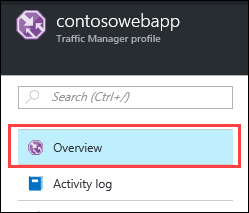 contosowebapp
Traffic Manager profile
Search (Ctrl+/)
Overview
Activity log